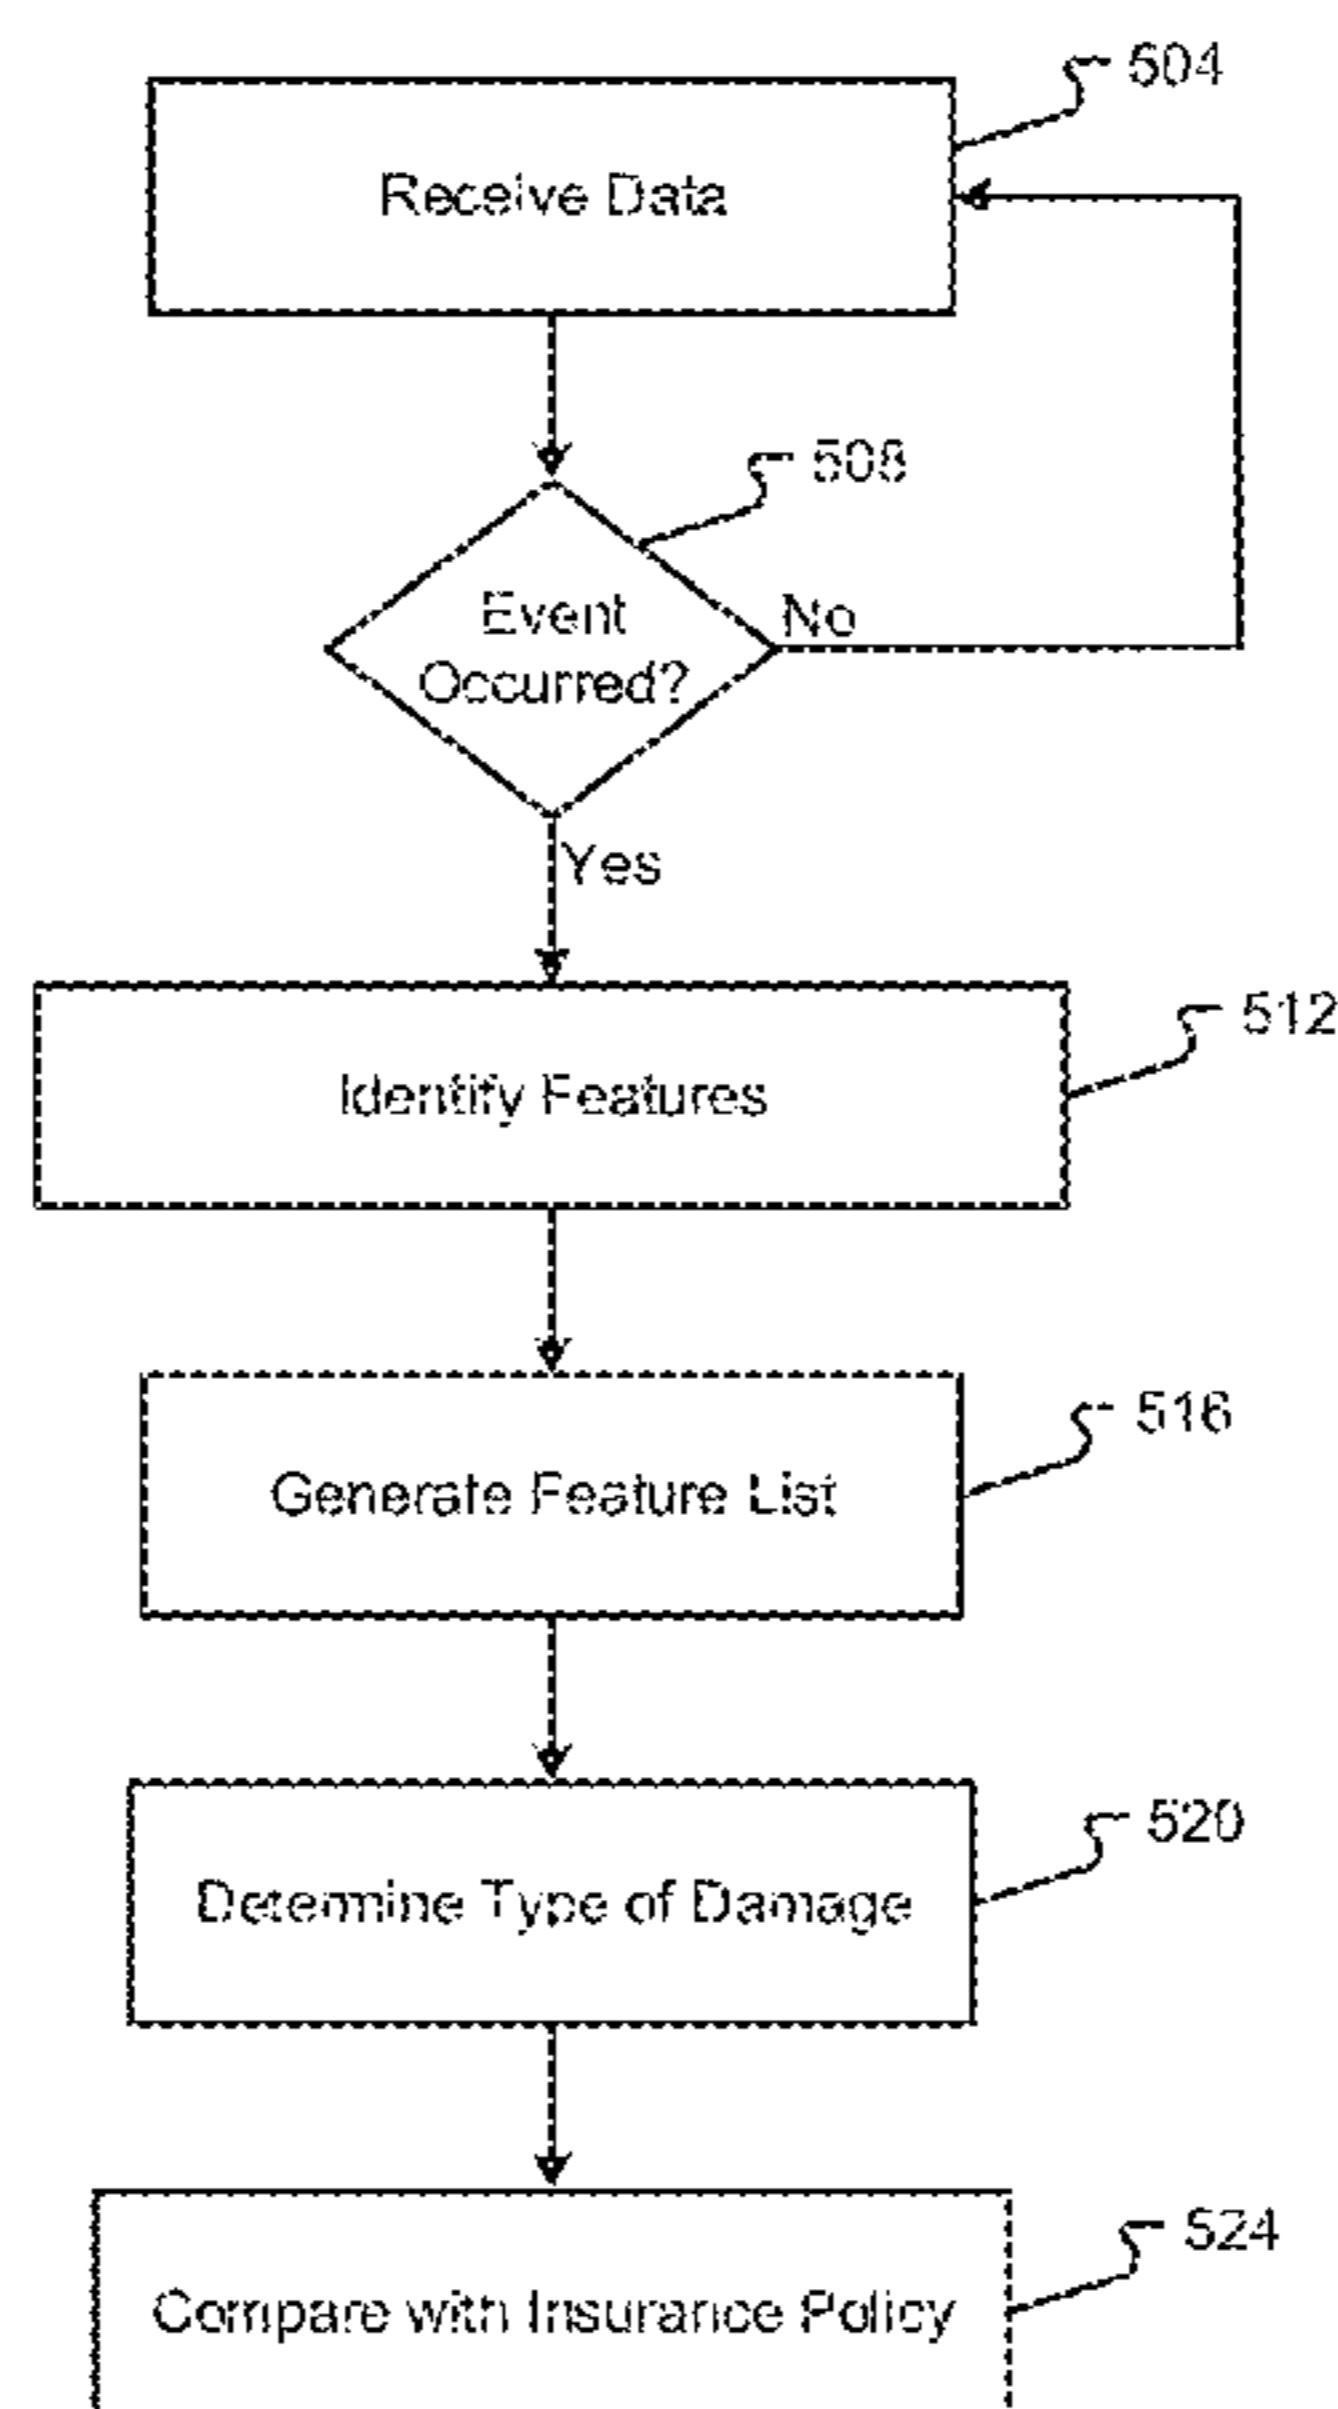 504
Receive Data
508
Event
Occurred?
No
Yes
512
Identify Features
516
Generate Feature List
520
Determine Type of Damage
524
Compare with Insurance Policy